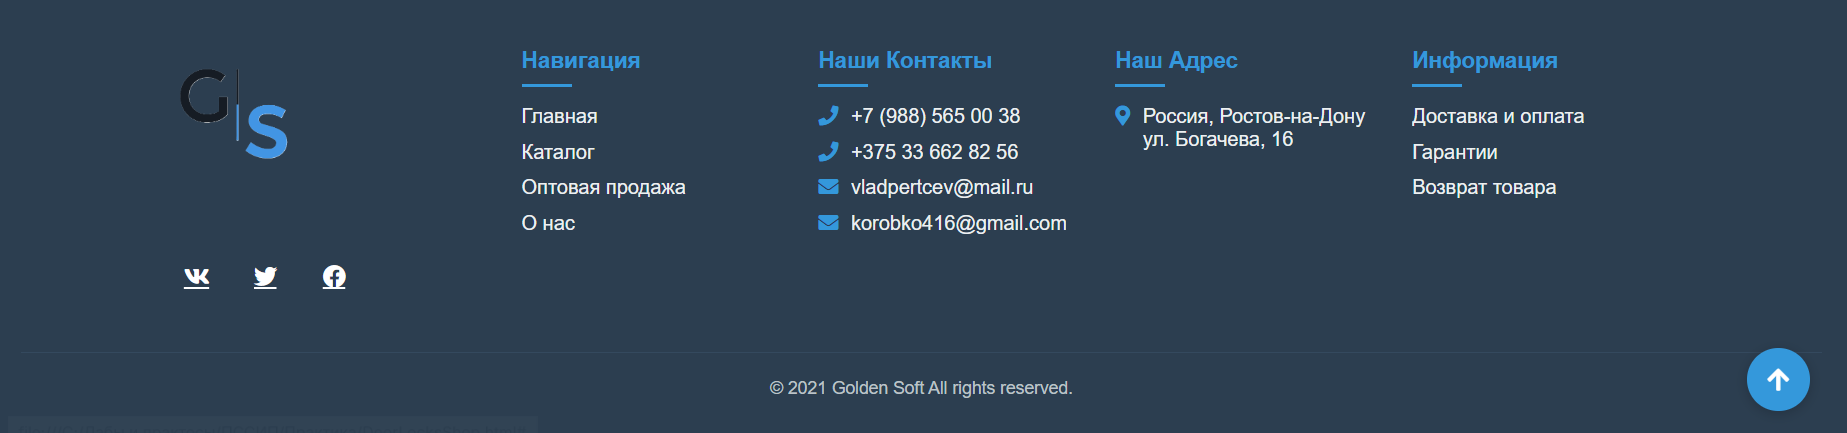 G S
Навигация
Главная
Каталог
Оптовая продажа
О нас
Наши Контакты
+7 (988) 565 00 38
+375 33 662 82 56
vladpertcev@mail.ru
korobko416@gmail.com
Наш Адрес
Россия, Ростов-на-Дону
ул. Богачева, 16
Информация
Доставка и оплата
Гарантии
Возврат товара
© 2021 Golden Soft All rights reserved.